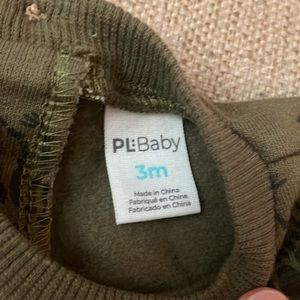 PL:Baby
3m
Made in China
Fabriqué en Chine
Fabricado en China